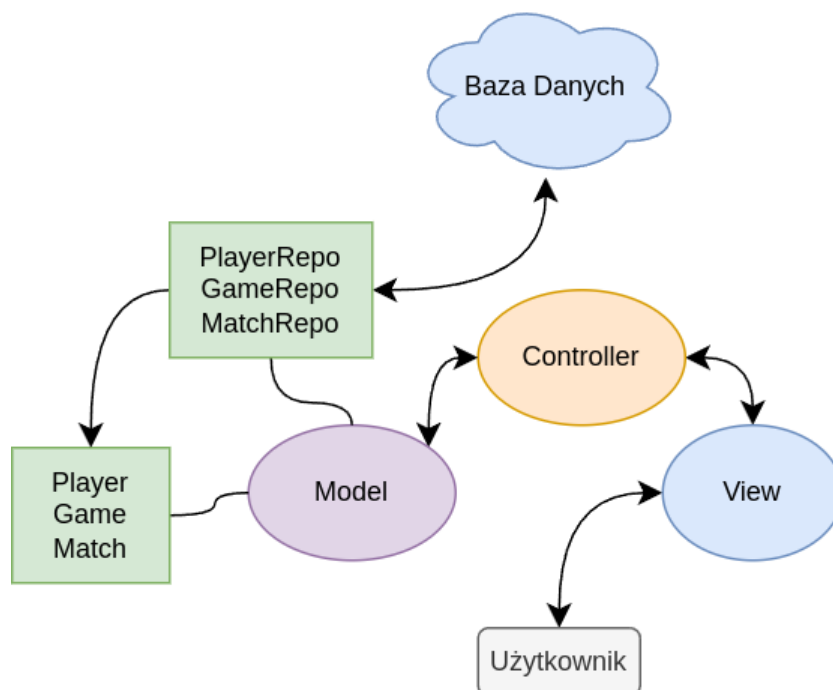 Baza Danych
PlayerRepo
GameRepo
MatchRepo
Controller
Player
Game
Match
Model
View
Użytkownik